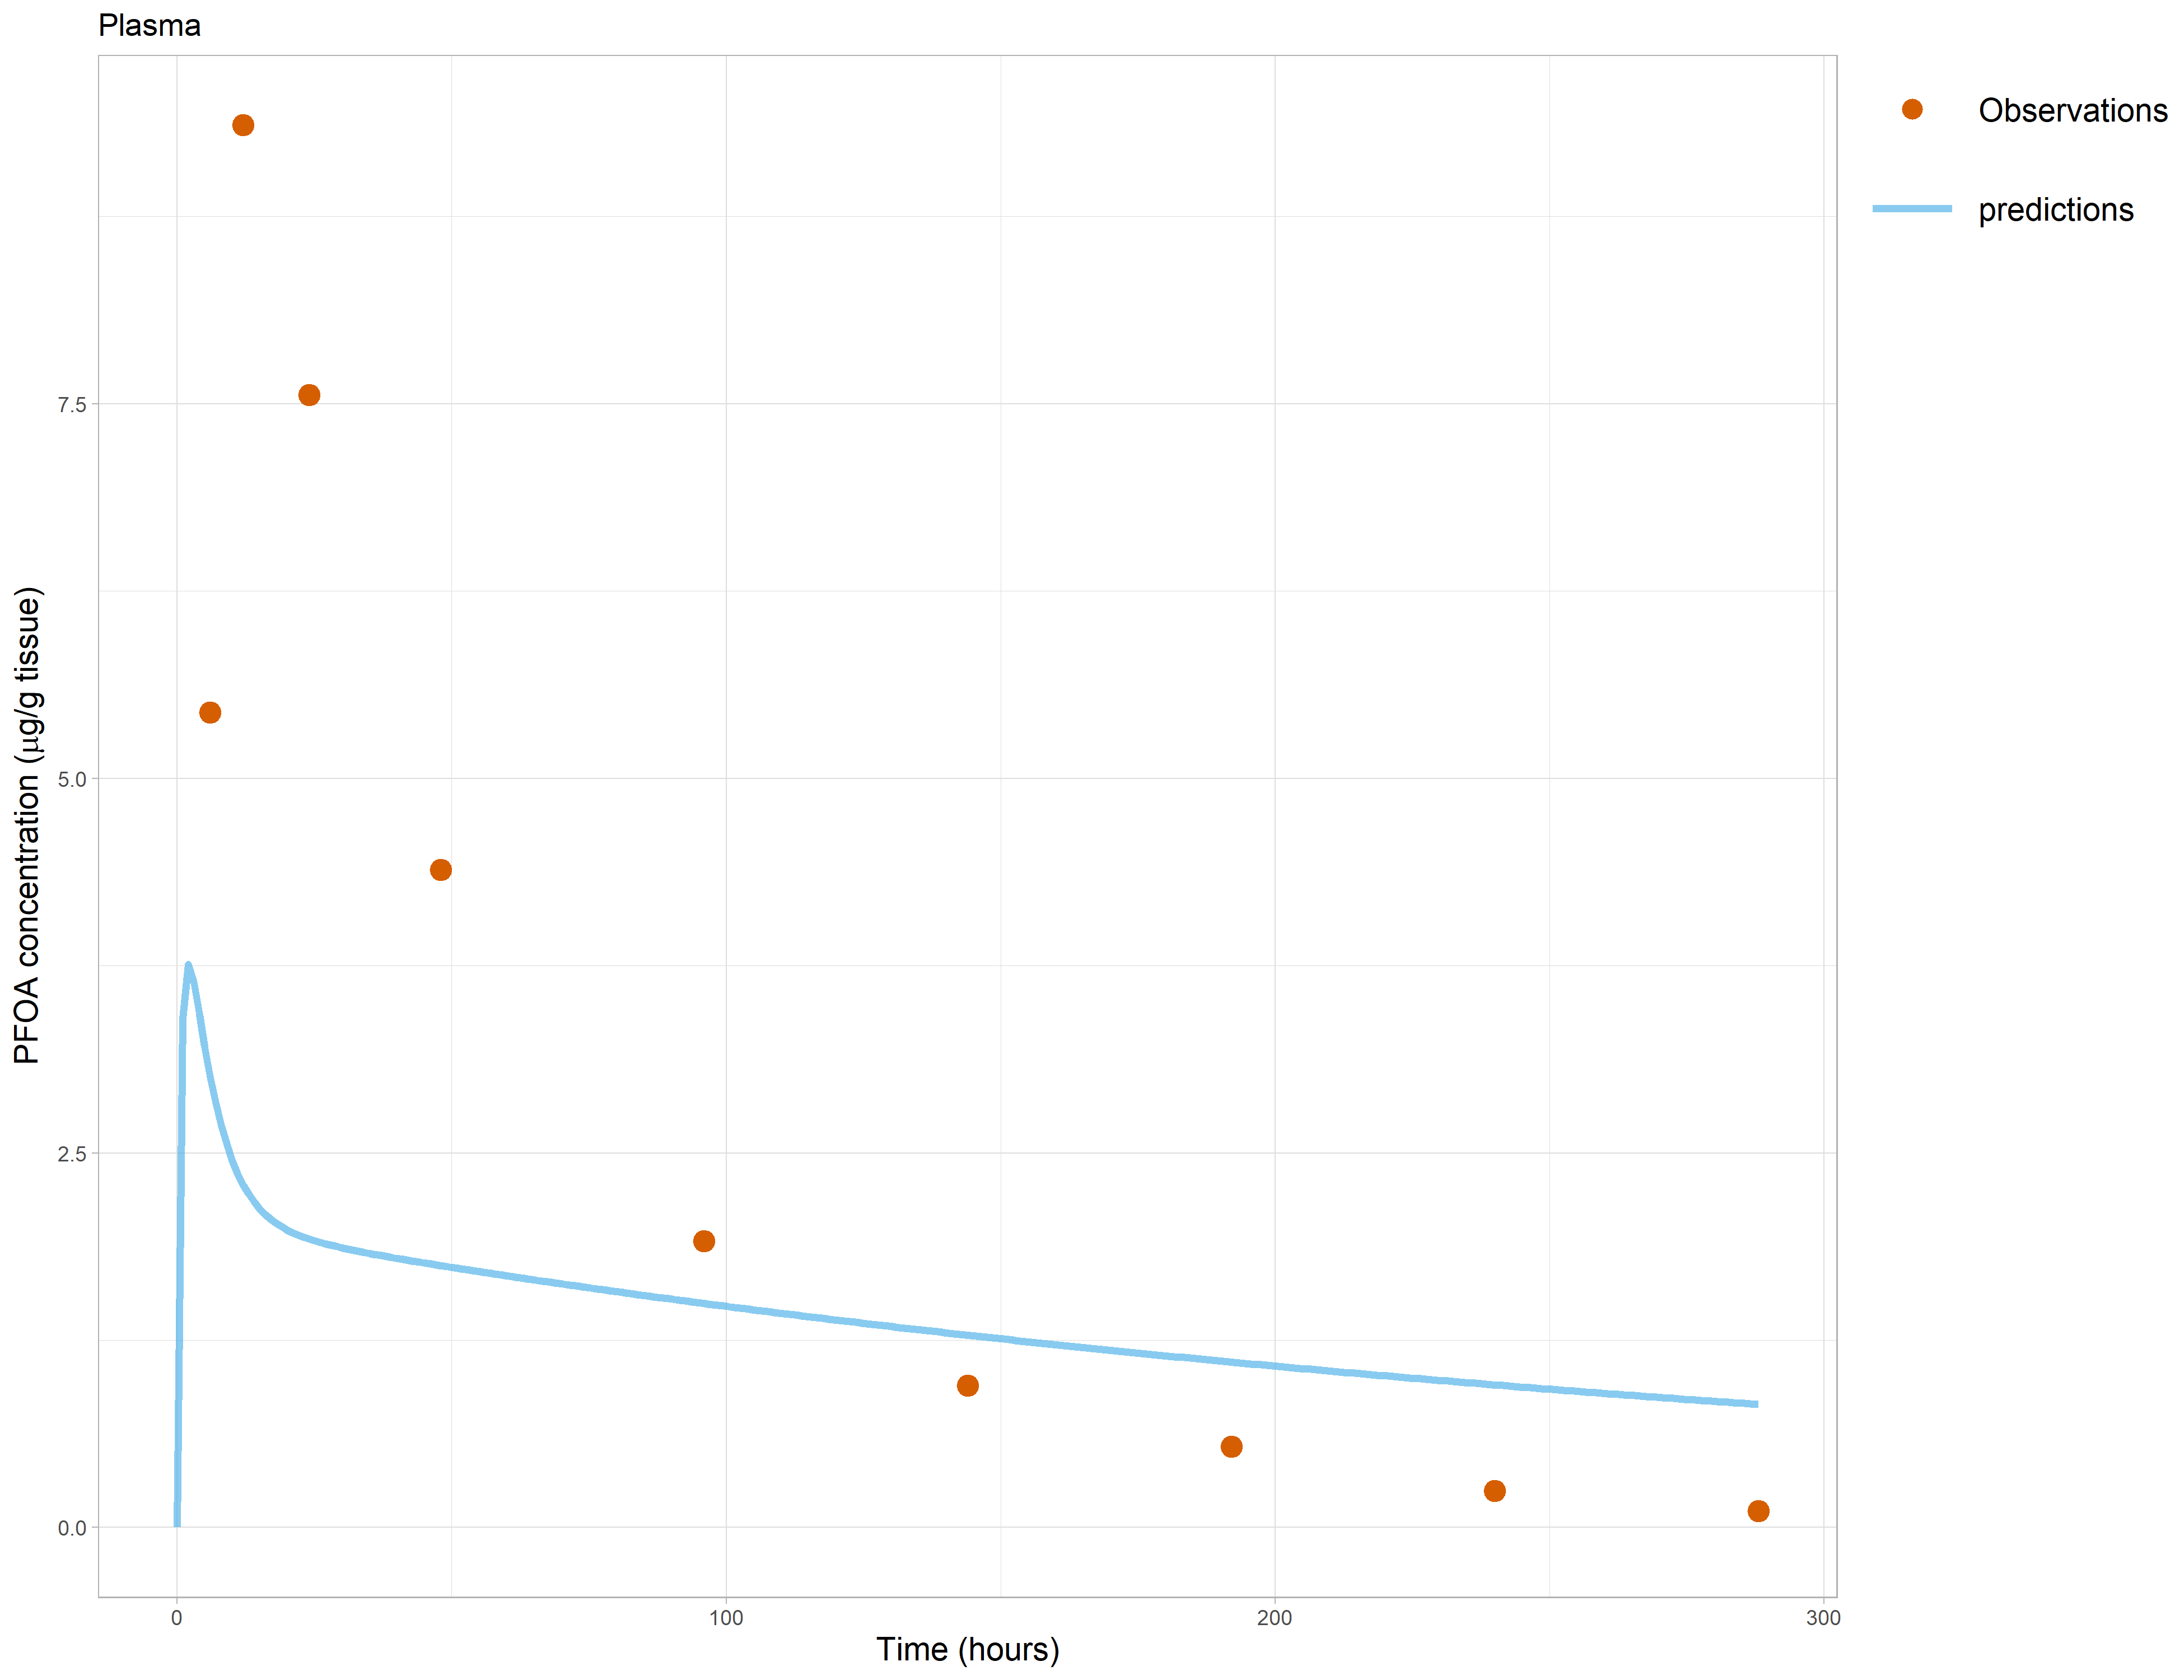 Plasma
Observations
predictions
PFOA concentration (μg/g tissue)
7.5
5.0
2.5
0.0
0
100
200
300
Time (hours)